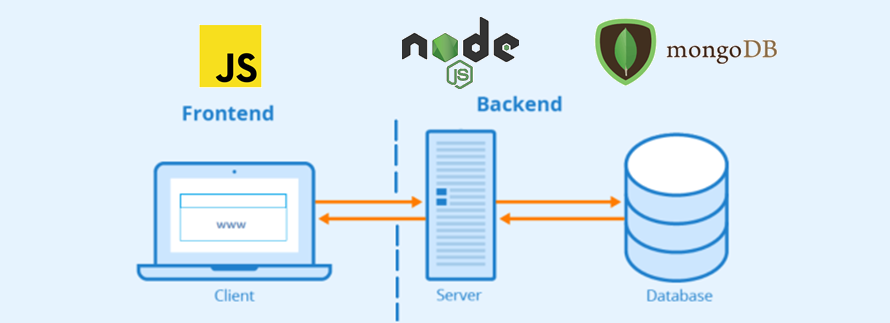 JS
node
JS
mongoDB
Frontend
Backend
www
Client
Server
Database